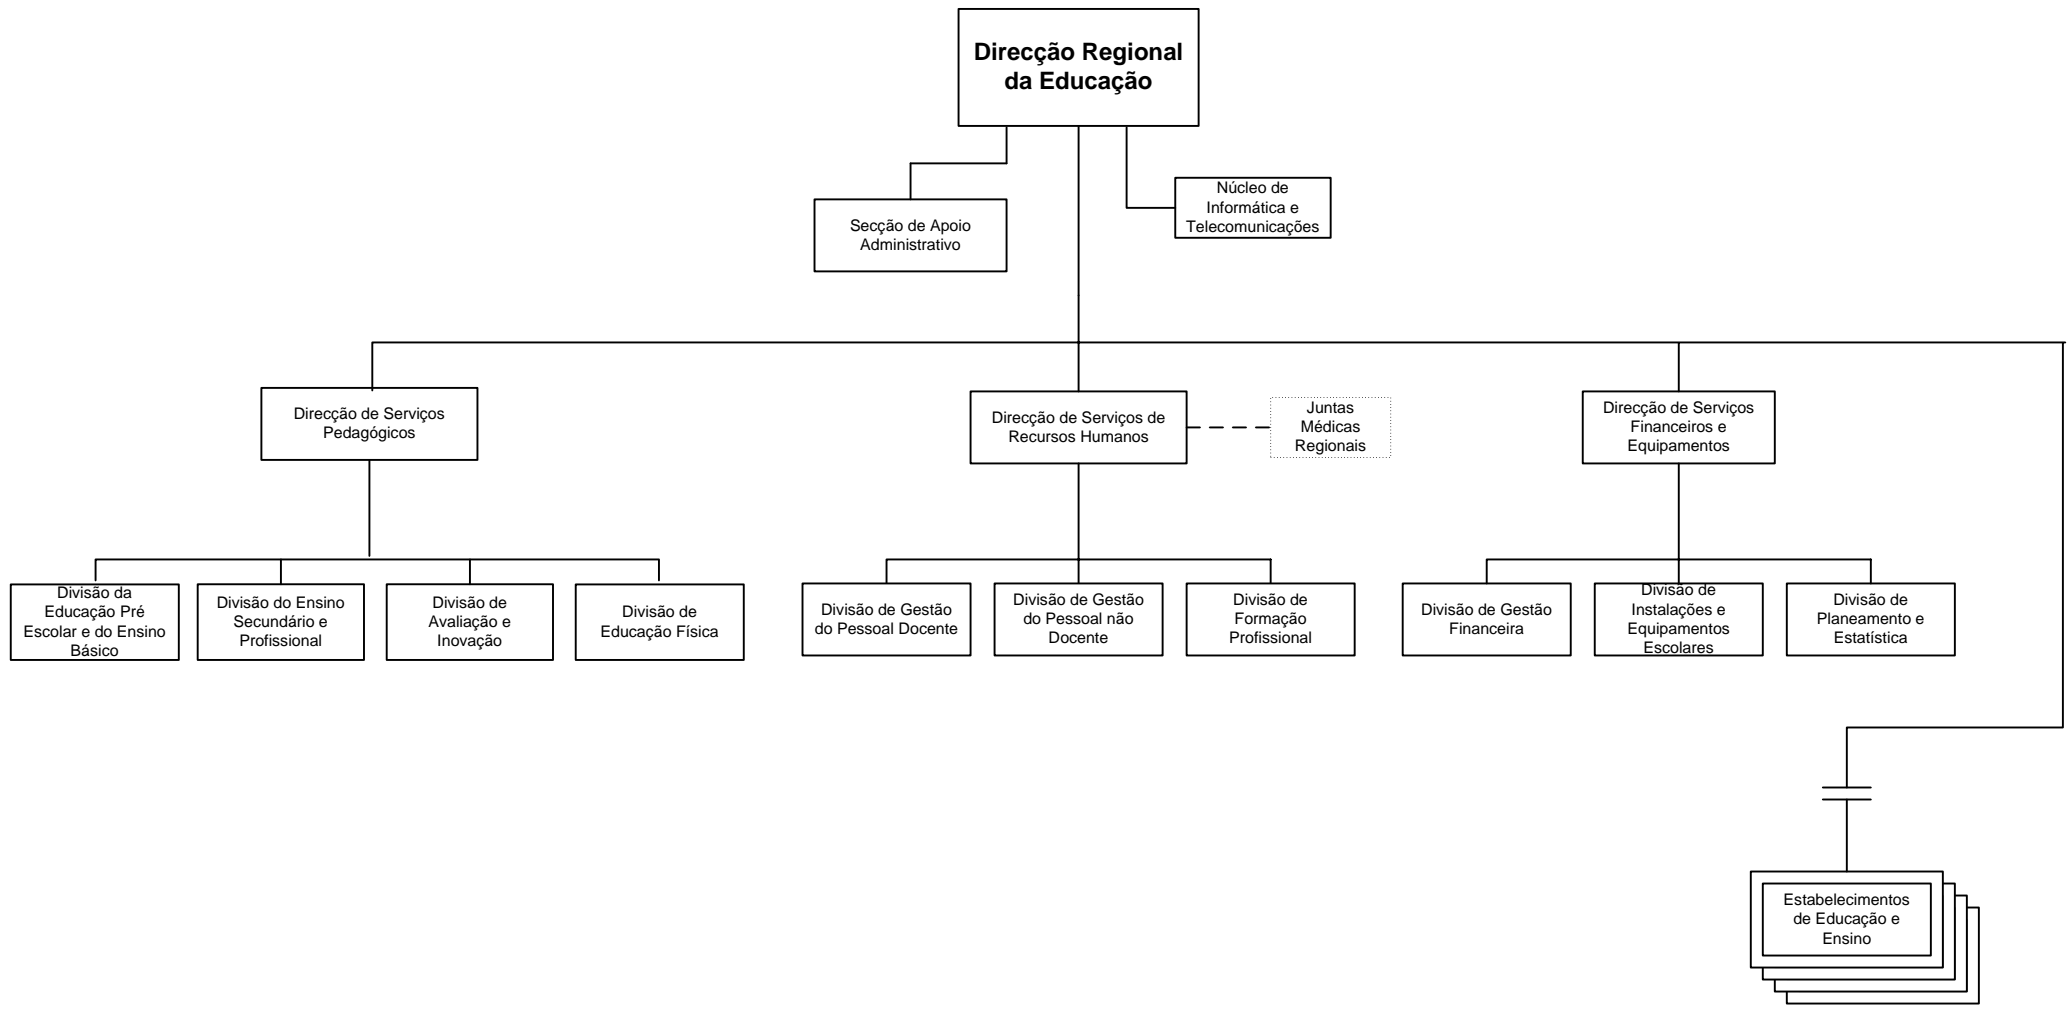 Direcção Regional
da Educação
Núcleo de
Informática e
Telecomunicações
Secção de Apoio
Administrativo
Direcção de Serviços
Pedagógicos
Direcção de Serviços de
Recursos Humanos
Juntas
Médicas
Regionais
Direcção de Serviços
Financeiros e
Equipamentos
Divisão da
Educação Pré
Escolar e do Ensino
Básico
Divisão do Ensino
Secundário e
Profissional
Divisão de
Avaliação e
Inovação
Divisão de
Educação Física
Divisão de Gestão
do Pessoal Docente
Divisão de Gestão
do Pessoal não
Docente
Divisão de
Formação
Profissional
Divisão de Gestão
Financeira
Divisão de
Instalações e
Equipamentos
Escolares
Divisão de
Planeamento e
Estatística
Estabelecimentos
de Educação e
Ensino